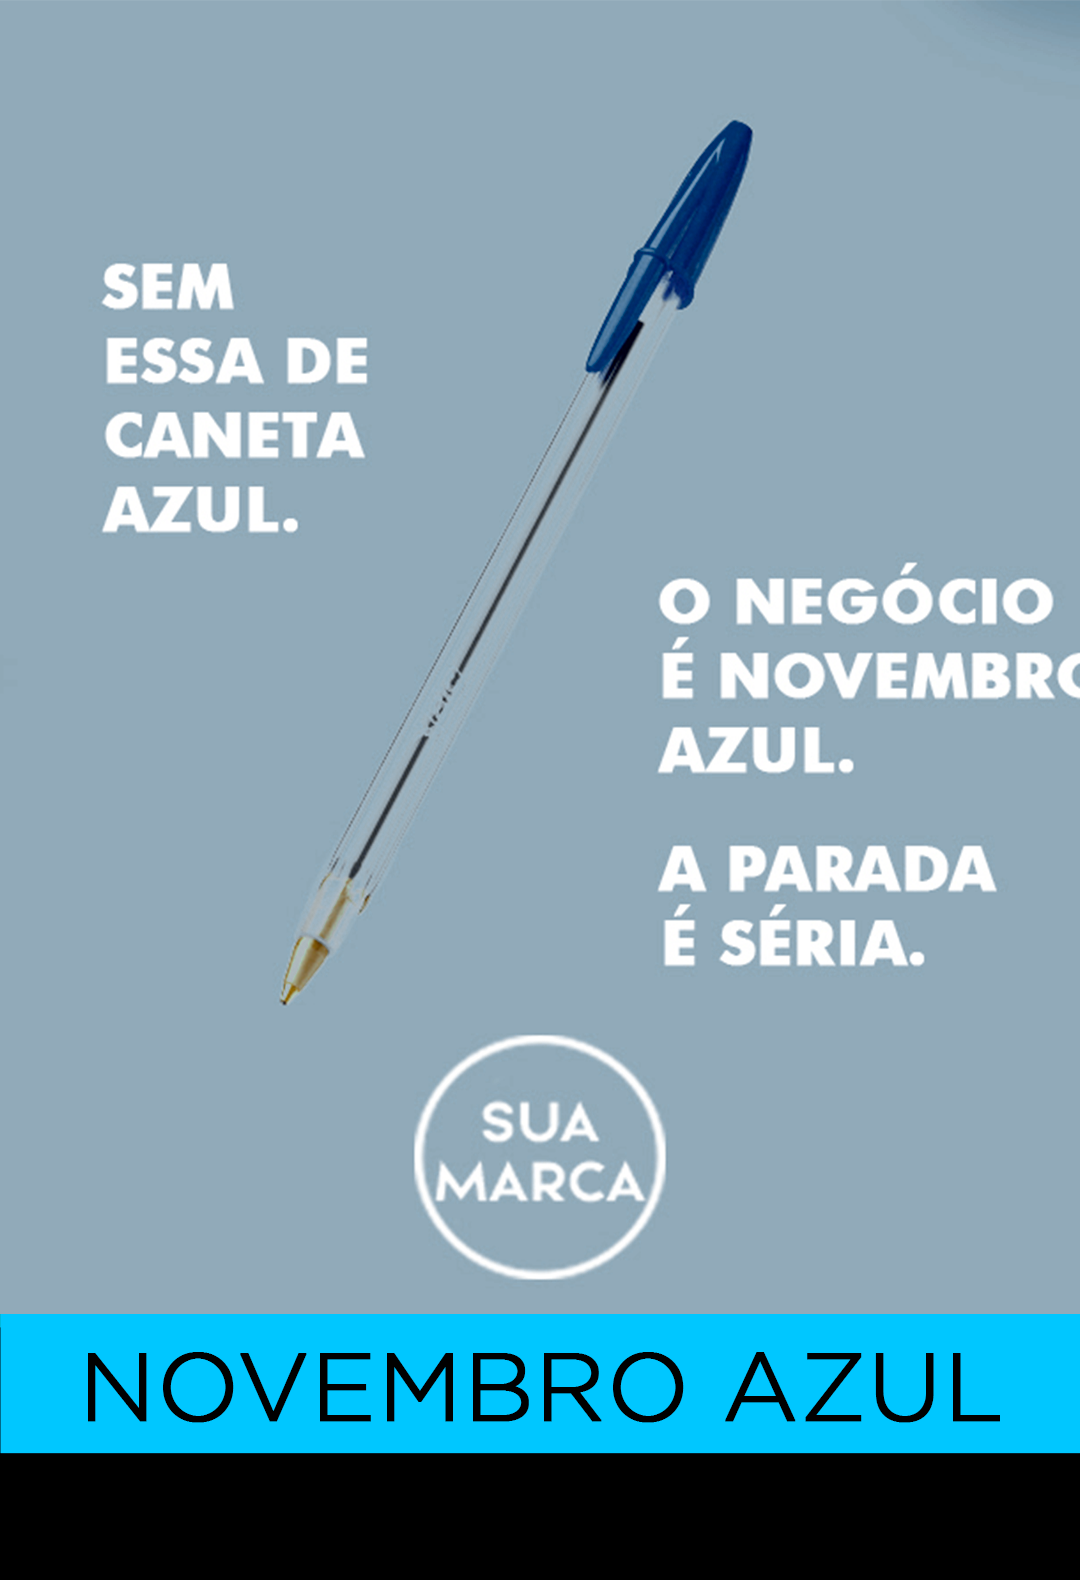 SEM
ESSA DE
CANETA
AZUL.
O NEGÓCIO
É NOVEMBRO
AZUL.
A PARADA
É SÉRIA.
SUA
MARCA
NOVEMBRO AZUL